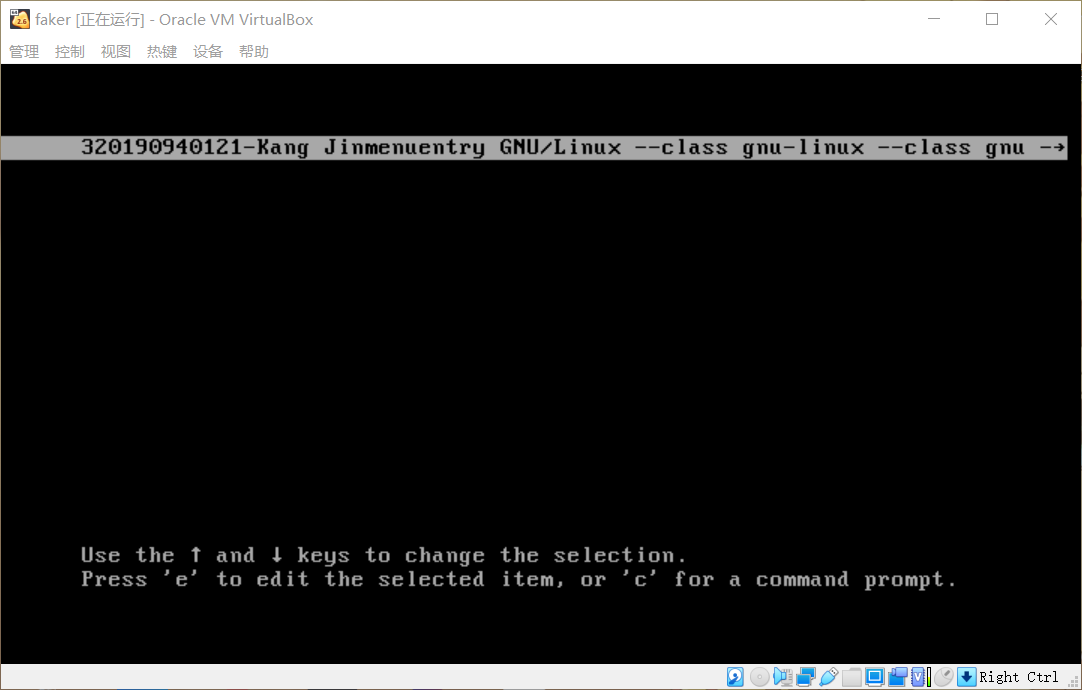 faker [正在运行] - Oracle VM VirtualBox
管理 控制 视图 热键 设备 帮助
320190940121-Kang Jinmenuentry GNU/Linux --class gnu-linux --class gnu -→
Use the ↑ and ↓ keys to change the selection.
Press 'e' to edit the selected item, or 'c' for a command prompt.
Right Ctrl